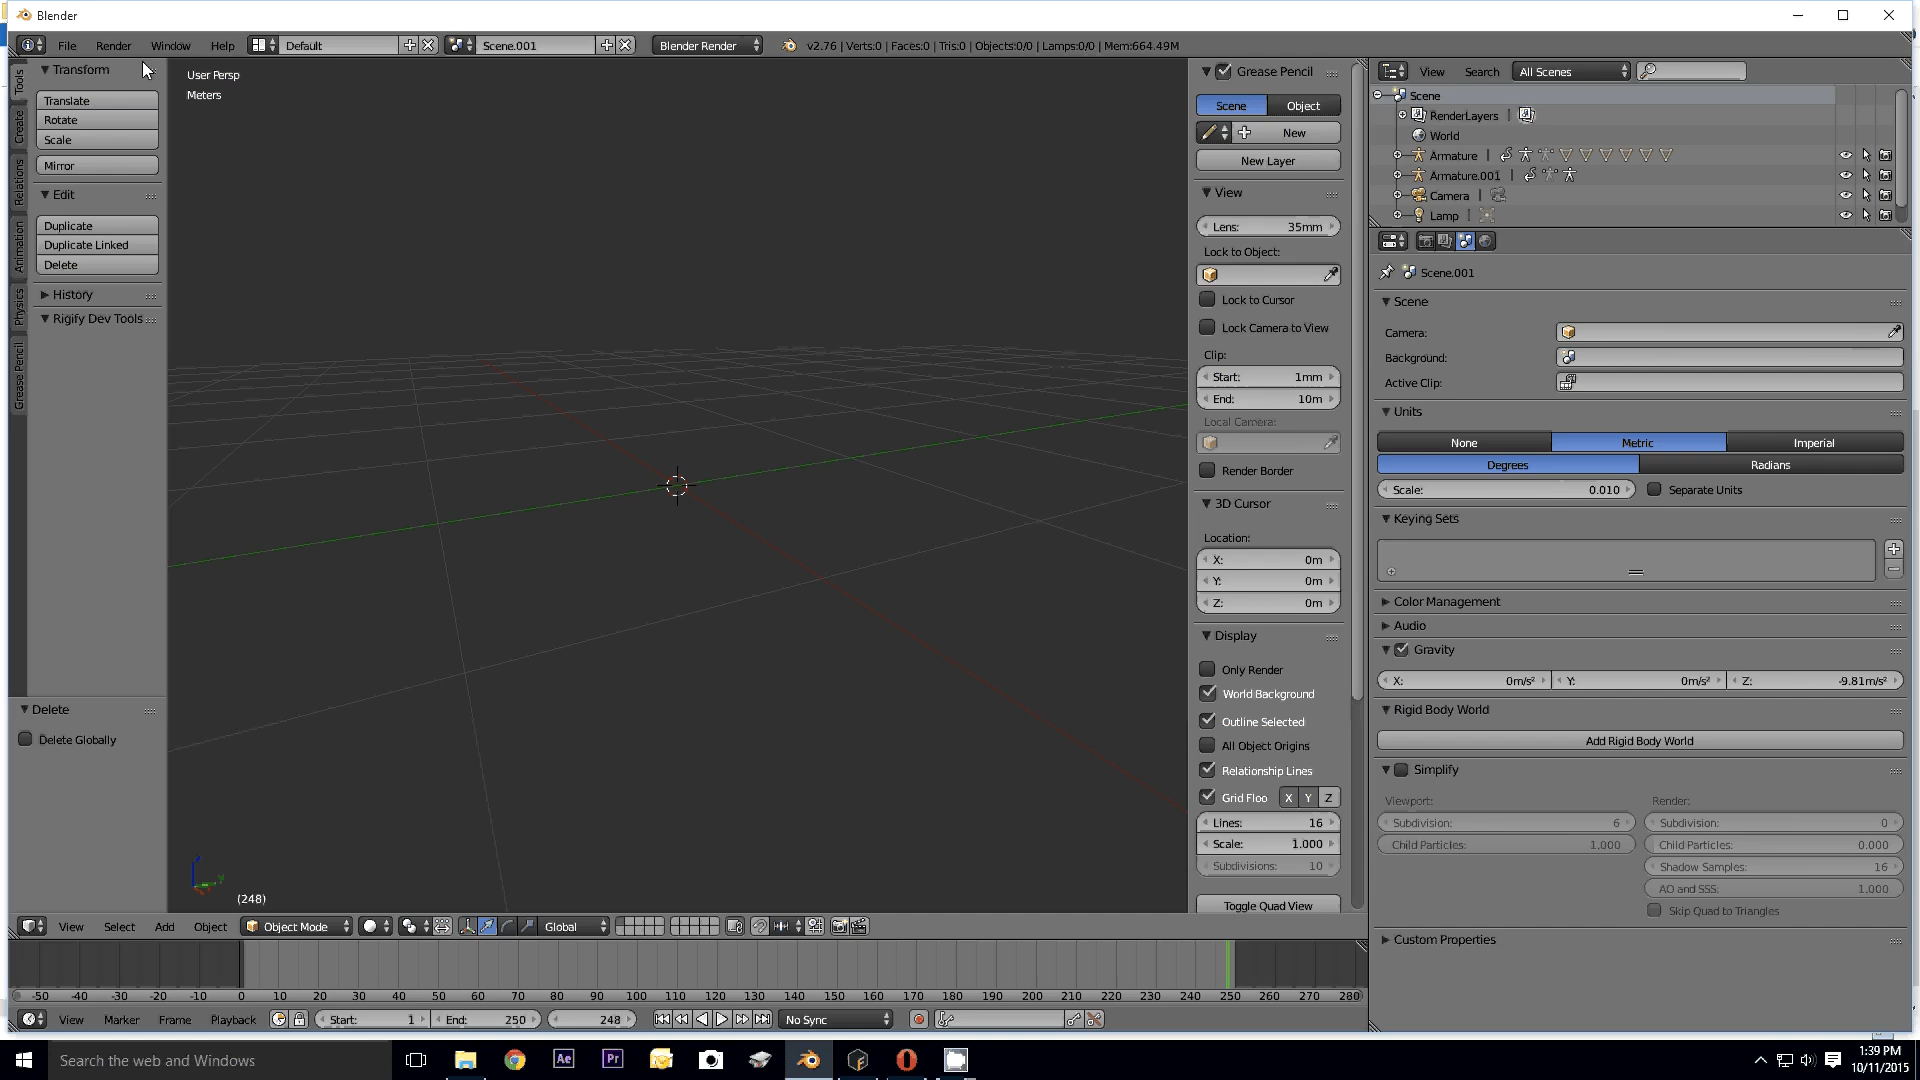 Blender
File Render Window Help Default Scene.001 Blender Render v2.76 | Verts:0 | Faces:0 | Tris:0 | Objects:0/0 | Lamps:0/0 | Mem:664.49M
Tools
Create
Relations
Animation
Physics
Grease Pencil
Transform
Translate
Rotate
Scale
Mirror
Edit
Duplicate
Duplicate Linked
Delete
History
Rigify Dev Tools
Delete
Delete Globally
User Persp
Meters
(248)
Grease Pencil
Scene Object
New
New Layer
View
Lens: 35mm
Lock to Object:
Lock to Cursor
Lock Camera to View
Clip:
Start: 1mm
End: 10m
Local Camera:
Render Border
3D Cursor
Location:
X: 0m
Y: 0m
Z: 0m
Display
Only Render
World Background
Outline Selected
All Object Origins
Relationship Lines
Grid Floo X Y Z
Lines: 16
Scale: 1.000
Subdivisions: 10
Toggle Quad View
View Search All Scenes
Scene
RenderLayers |
World
Armature |
Armature.001 |
Camera |
Lamp |
Scene.001
Scene
Camera:
Background:
Active Clip:
Units
None Metric Imperial
Degrees Radians
Scale: 0.010 Separate Units
Keying Sets
Color Management
Audio
Gravity
X: 0m/s² Y: 0m/s² Z: -9.81m/s²
Rigid Body World
Add Rigid Body World
Simplify
Viewport: Render:
Subdivision: 6 Subdivision: 0
Child Particles: 1.000 Child Particles: 0.000
Shadow Samples: 16
AO and SSS: 1.000
Skip Quad to Triangles
Custom Properties
View Select Add Object Object Mode Global
-50 -40 -30 -20 -10 0 10 20 30 40 50 60 70 80 90 100 110 120 130 140 150 160 170 180 190 200 210 220 230 240 250 260 270 280
View Marker Frame Playback Start: 1 End: 250 248 No Sync
Search the web and Windows
Ae
Pr
1:39 PM
10/11/2015